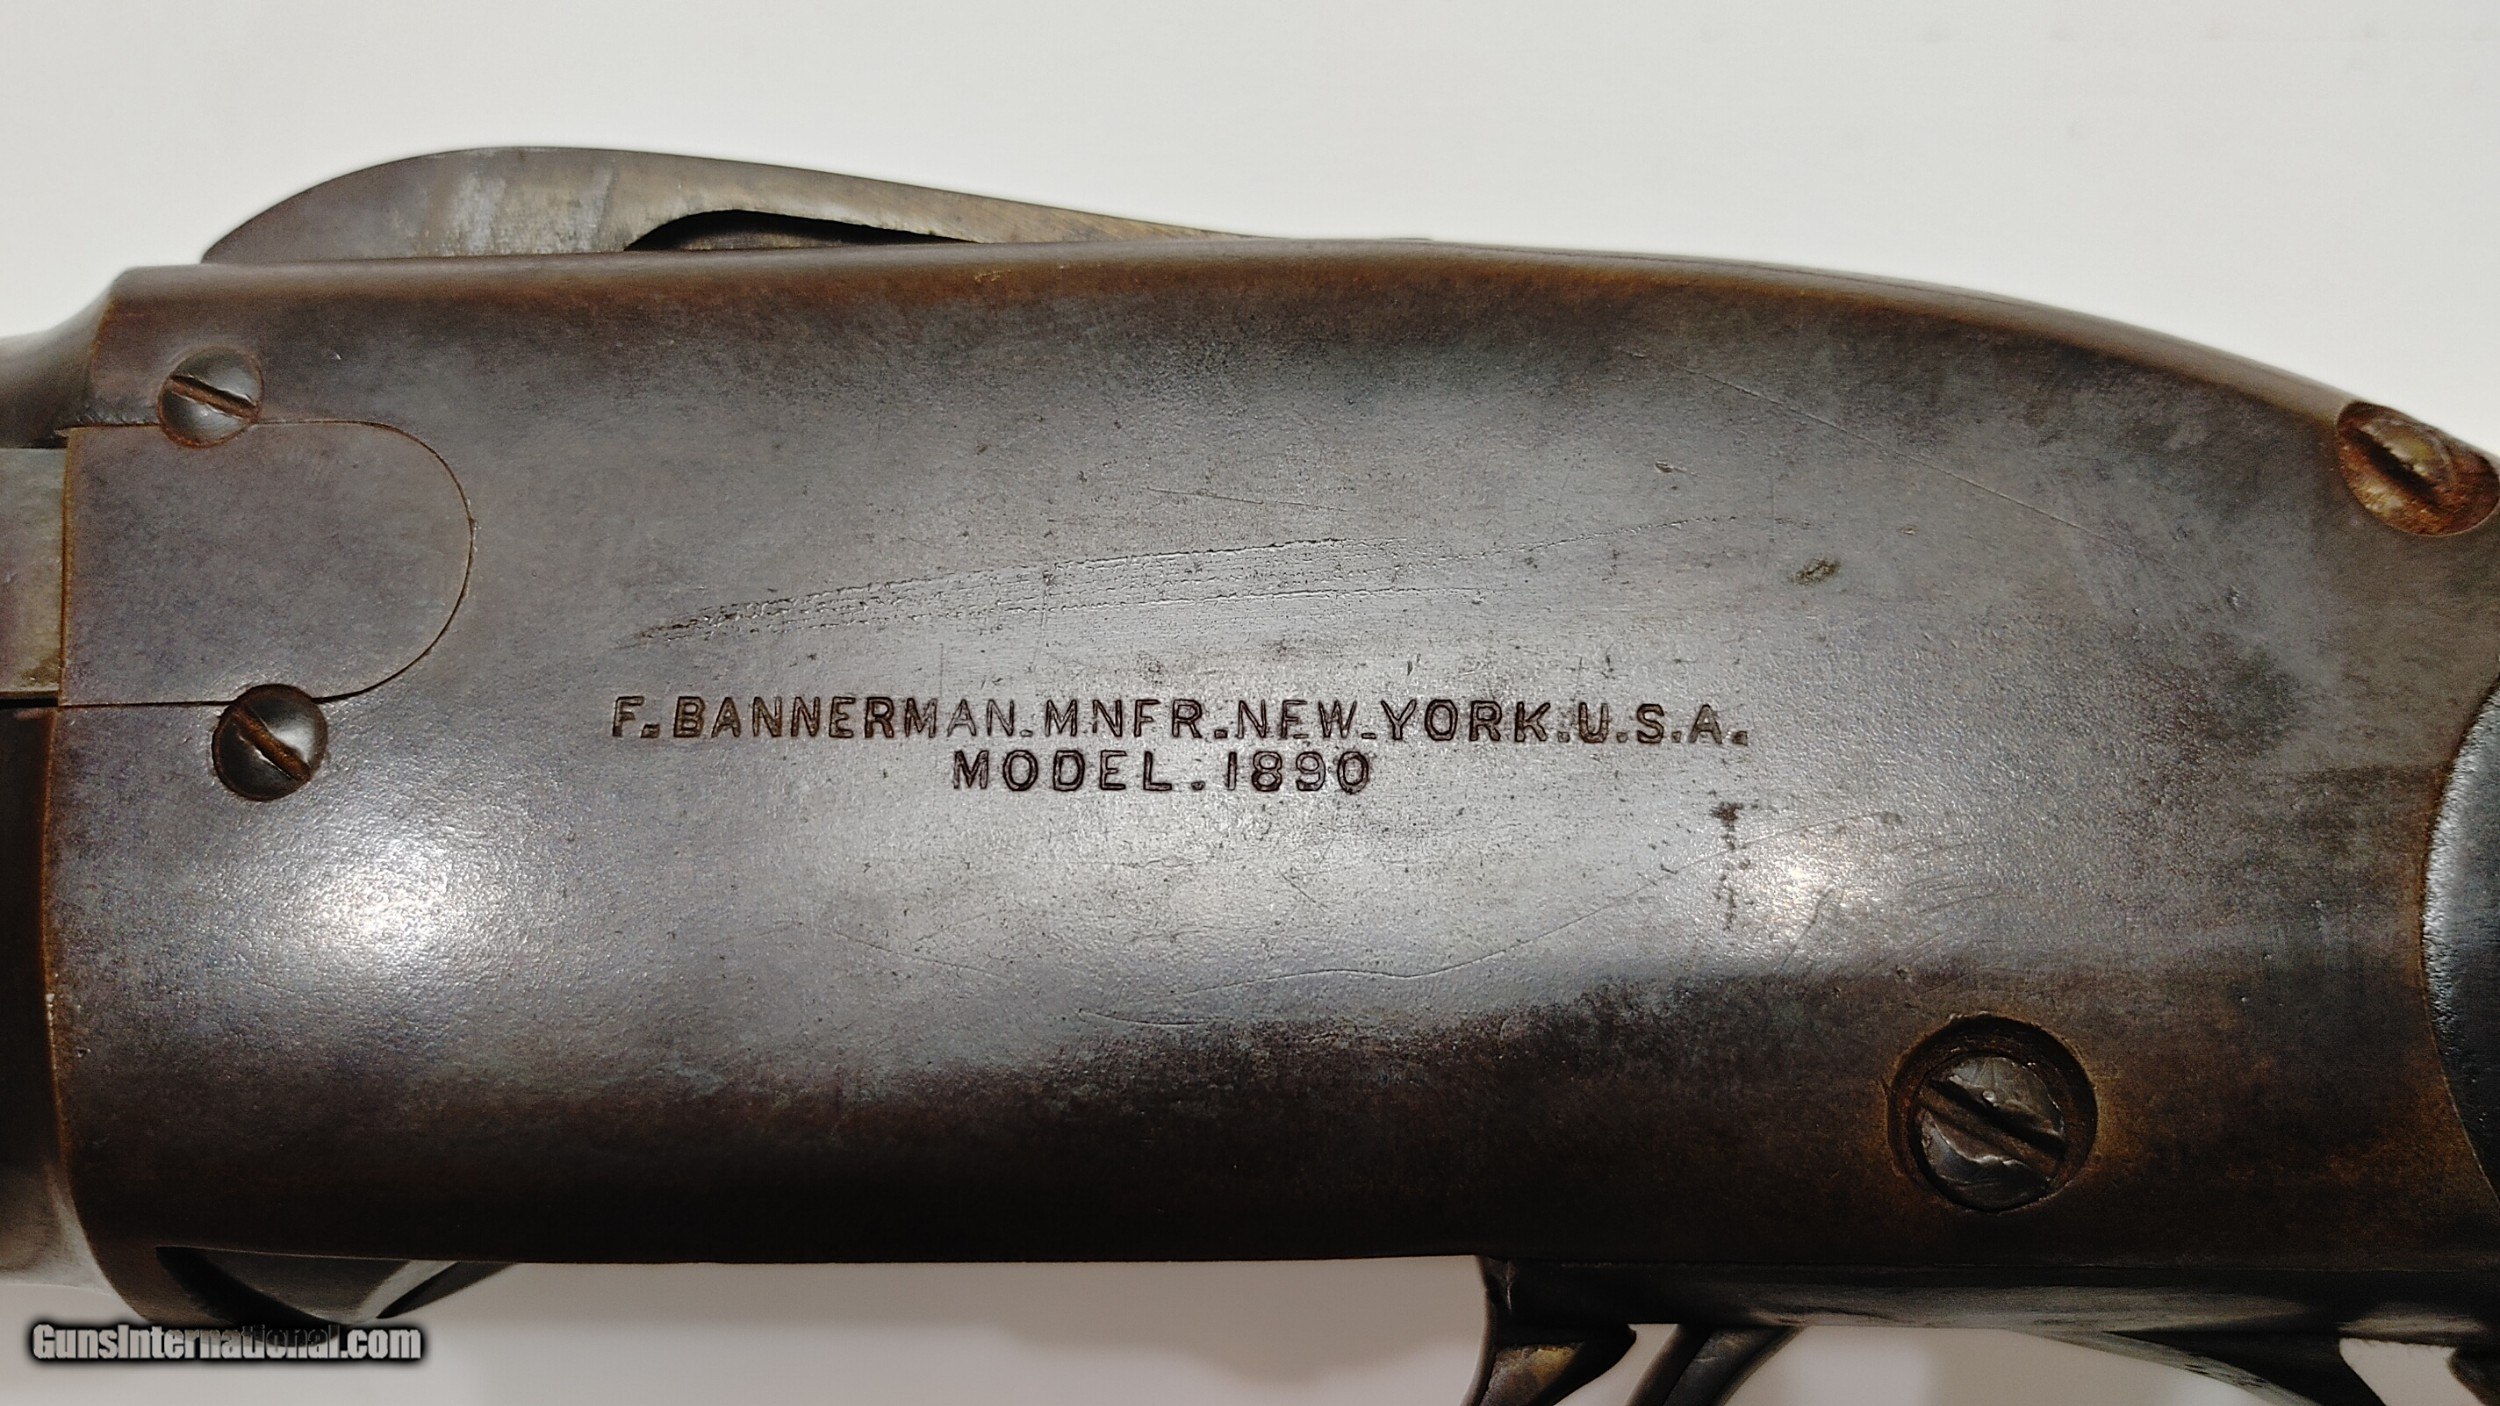 F.BANNERMAN.MNFR.NEW.YORK.U.S.A.
MODEL.1890
GunsInternational.com